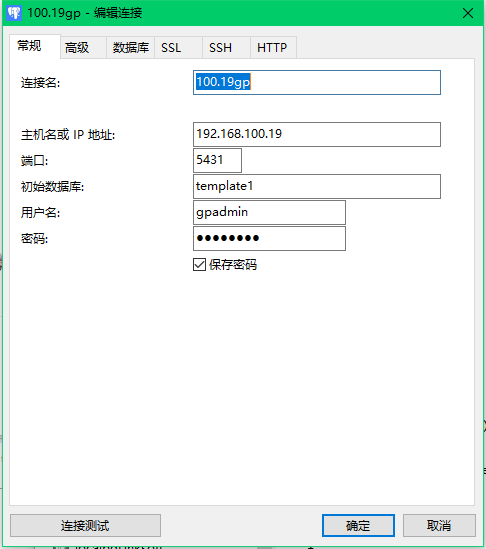 100.19gp - 编辑连接
常规 高级 数据库 SSL SSH HTTP
连接名: 100.19gp
主机名或 IP 地址: 192.168.100.19
端口: 5431
初始数据库: template1
用户名: gpadmin
密码: ●●●●●●●●
保存密码
连接测试 确定 取消